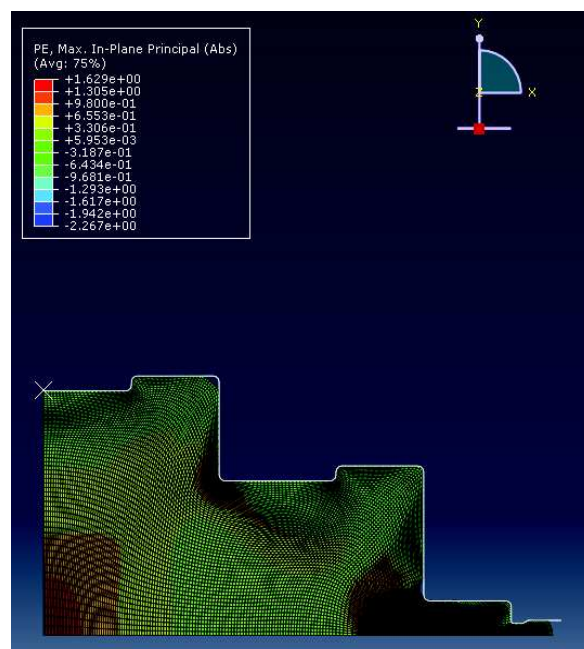 PE, Max. In-Plane Principal (Abs)
(Avg: 75%)
+1.629e+00
+1.305e+00
+9.800e-01
+6.553e-01
+3.306e-01
+5.953e-03
-3.187e-01
-6.434e-01
-9.681e-01
-1.293e+00
-1.617e+00
-1.942e+00
-2.267e+00
Y
Z
X